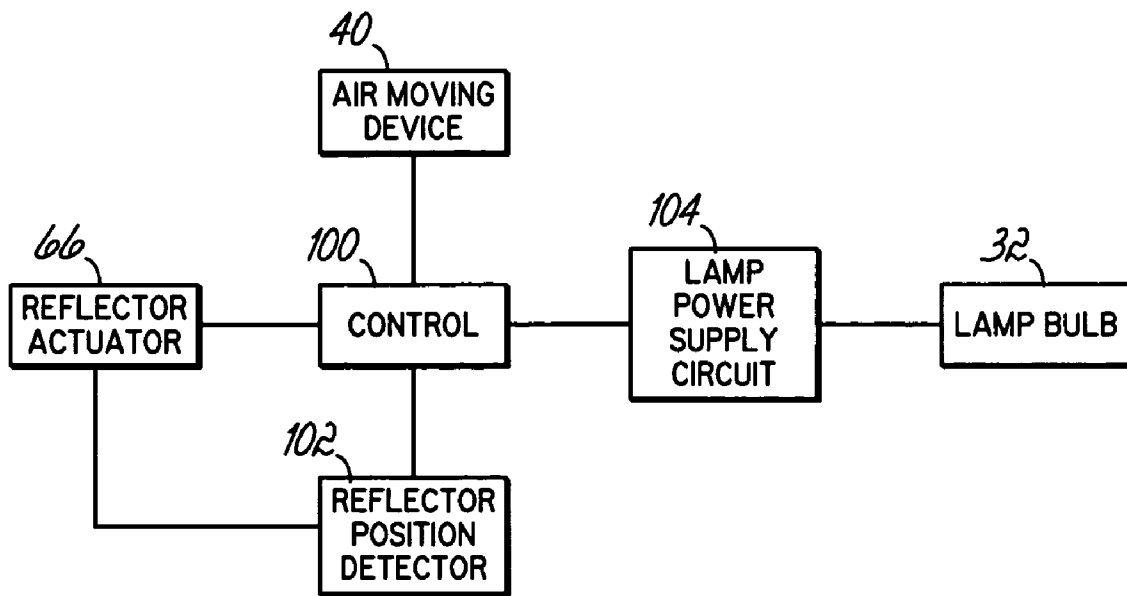 40
AIR MOVING
DEVICE
66
REFLECTOR
ACTUATOR
100
CONTROL
104
LAMP
POWER
SUPPLY
CIRCUIT
32
LAMP BULB
102
REFLECTOR
POSITION
DETECTOR